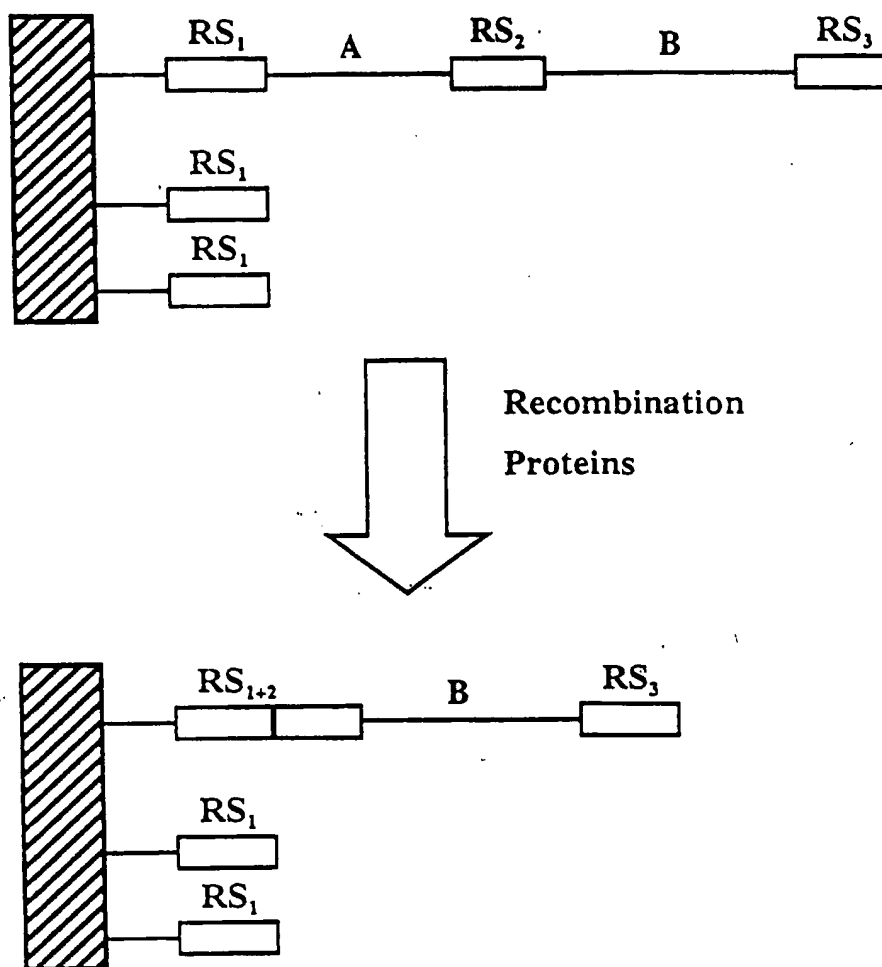 RS₁ A RS₂ B RS₃
RS₁
RS₁
Recombination
Proteins
RS₁₊₂ B RS₃
RS₁
RS₁